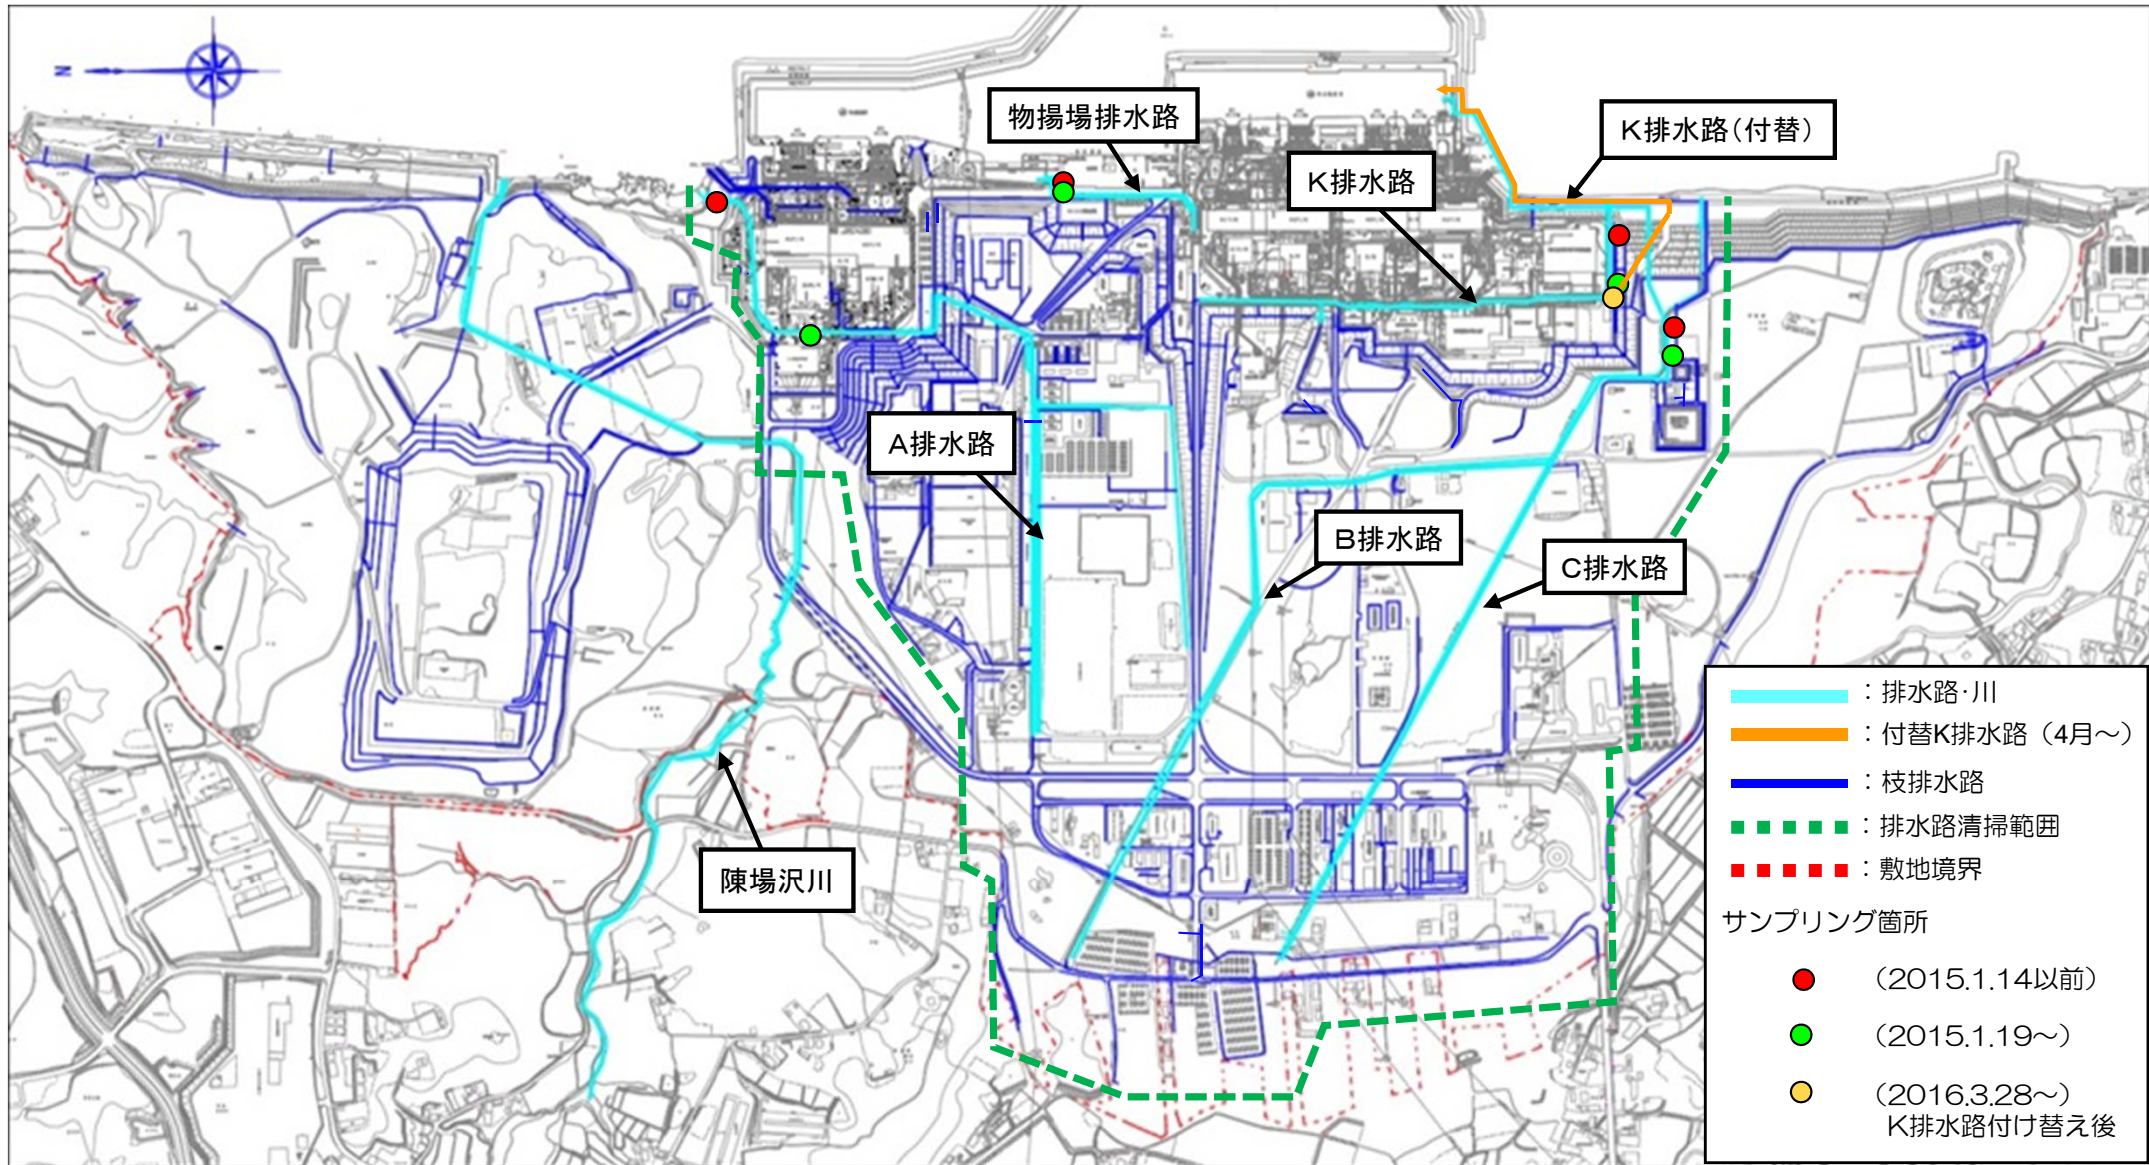 N
物揚場排水路
K排水路(付替)
K排水路
A排水路
B排水路
C排水路
陳場沢川
：排水路・川
：付替K排水路（4月～）
：枝排水路
：排水路清掃範囲
：敷地境界
サンプリング箇所
（2015.1.14以前）
（2015.1.19～）
（2016.3.28～）
K排水路付け替え後